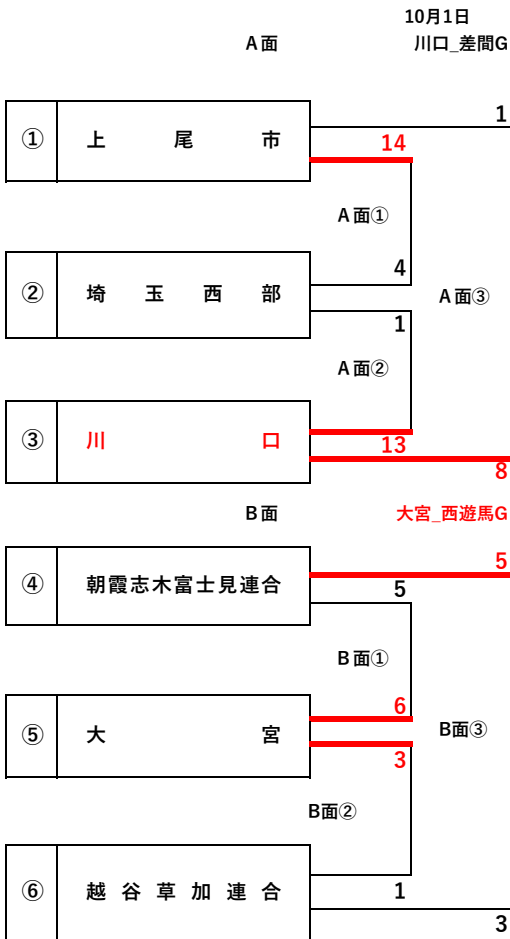 10月1日
A面 川口_差間G
1
① 上尾市 14
A面①
4
② 埼玉西部 A面③
1
A面②
③ 川口 13
8
B面 大宮_西遊馬G
5
④ 朝霞志木富士見連合 5
B面①
6
⑤ 大宮 B面③
3
B面②
⑥ 越谷草加連合 1
3